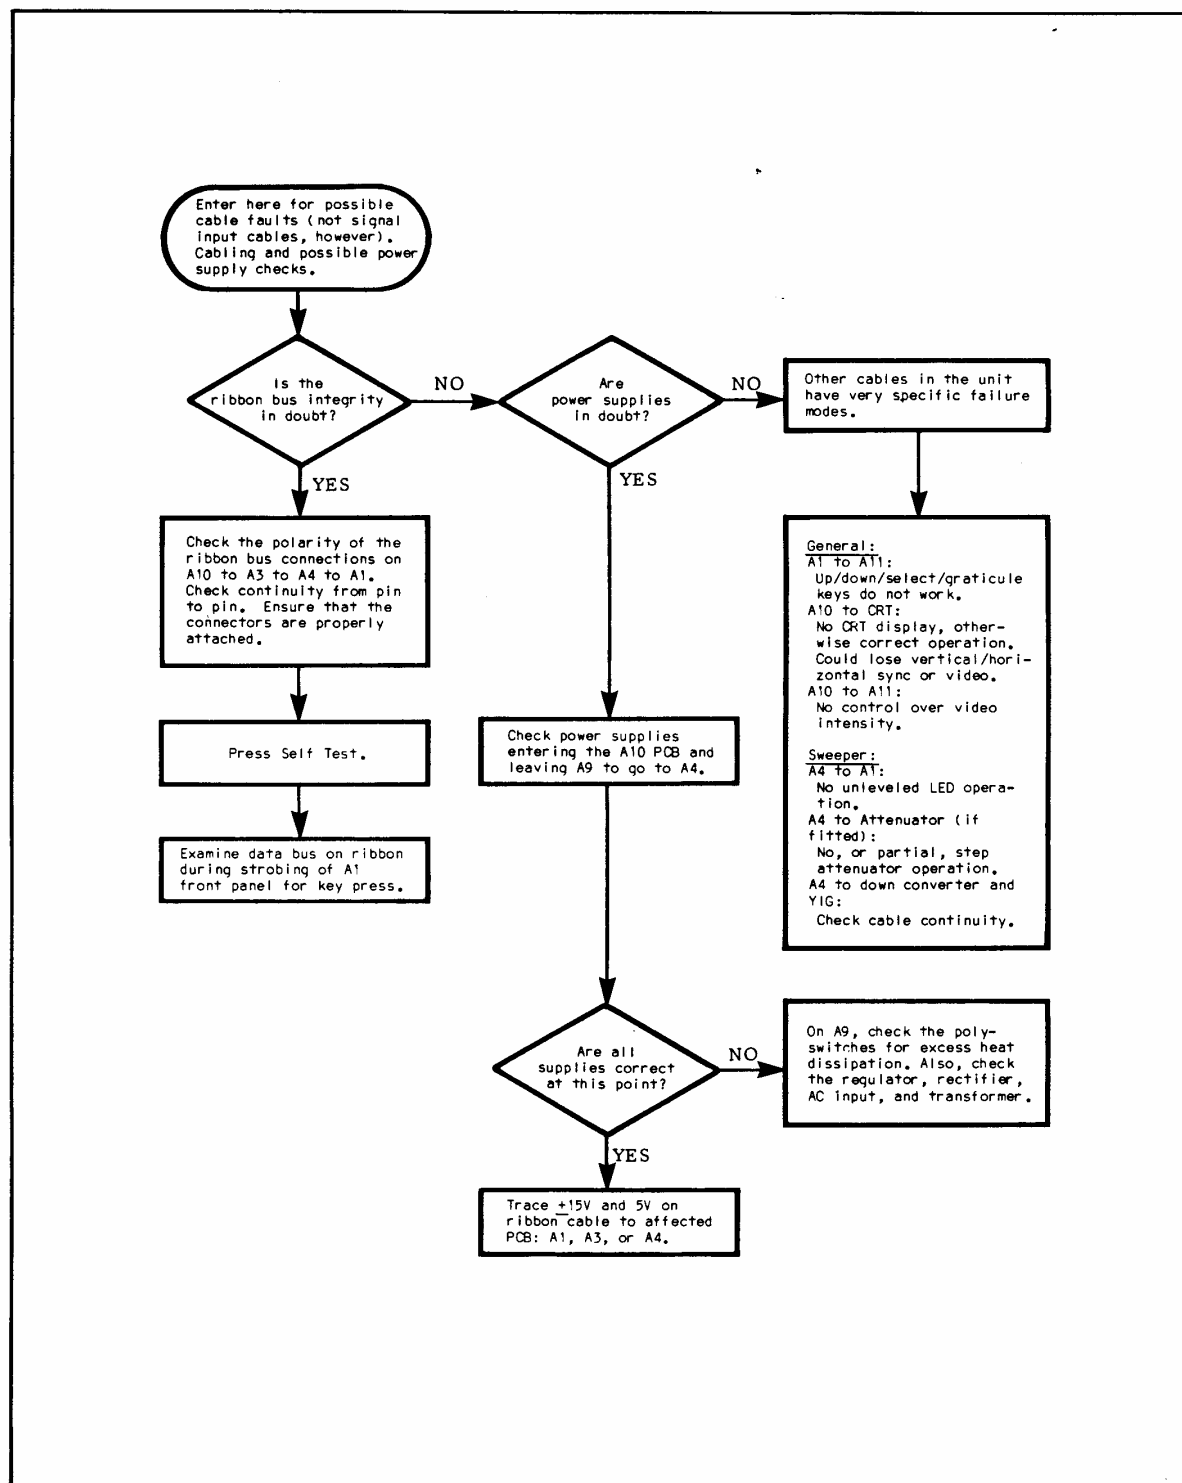 Enter here for possible
cable faults (not signal
input cables, however).
Cabling and possible power
supply checks.
Is the
ribbon bus integrity
in doubt?
NO
YES
Are
power supplies
in doubt?
NO
YES
Other cables in the unit
have very specific failure
modes.
Check the polarity of the
ribbon bus connections on
A10 to A3 to A4 to A1.
Check continuity from pin
to pin. Ensure that the
connectors are properly
attached.
Press Self Test.
Examine data bus on ribbon
during strobing of A1
front panel for key press.
Check power supplies
entering the A10 PCB and
leaving A9 to go to A4.
General:
A1 to A11:
Up/down/select/graticule
keys do not work.
A10 to CRT:
No CRT display, other-
wise correct operation.
Could lose vertical/hori-
zontal sync or video.
A10 to A11:
No control over video
intensity.
Sweeper:
A4 to A1:
No unleveled LED opera-
tion.
A4 to Attenuator (if
fitted):
No, or partial, step
attenuator operation.
A4 to down converter and
YIG:
Check cable continuity.
Are all
supplies correct
at this point?
NO
YES
On A9, check the poly-
switches for excess heat
dissipation. Also, check
the regulator, rectifier,
AC input, and transformer.
Trace ±15V and 5V on
ribbon cable to affected
PCB: A1, A3, or A4.